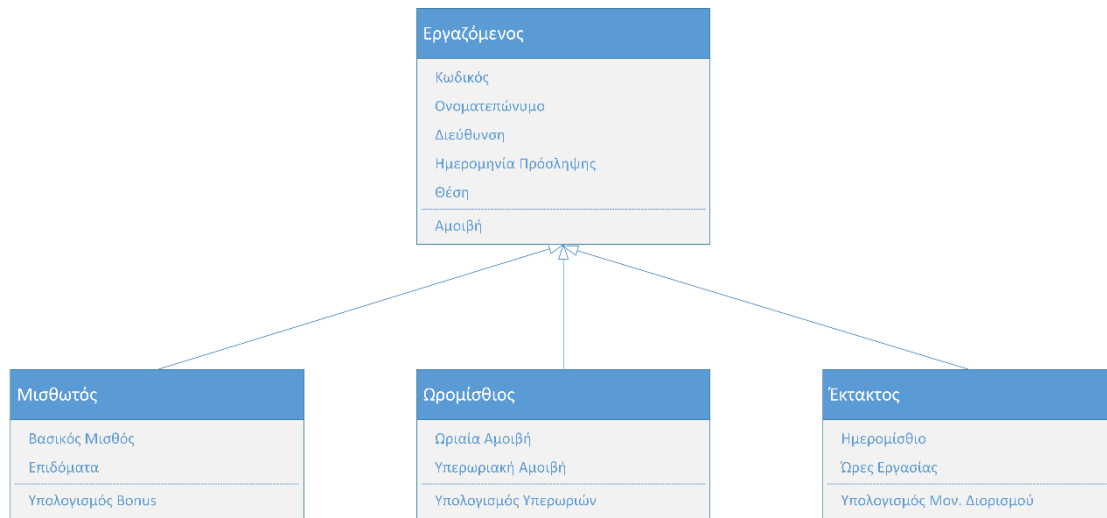 Εργαζόμενος
Κωδικός
Ονοματεπώνυμο
Διεύθυνση
Ημερομηνία Πρόσληψης
Θέση
Αμοιβή
Μισθωτός
Βασικός Μισθός
Επιδόματα
Υπολογισμός Bonus
Ωρομίσθιος
Ωριαία Αμοιβή
Υπερωριακή Αμοιβή
Υπολογισμός Υπερωριών
Έκτακτος
Ημερομίσθιο
Ώρες Εργασίας
Υπολογισμός Μον. Διορισμού